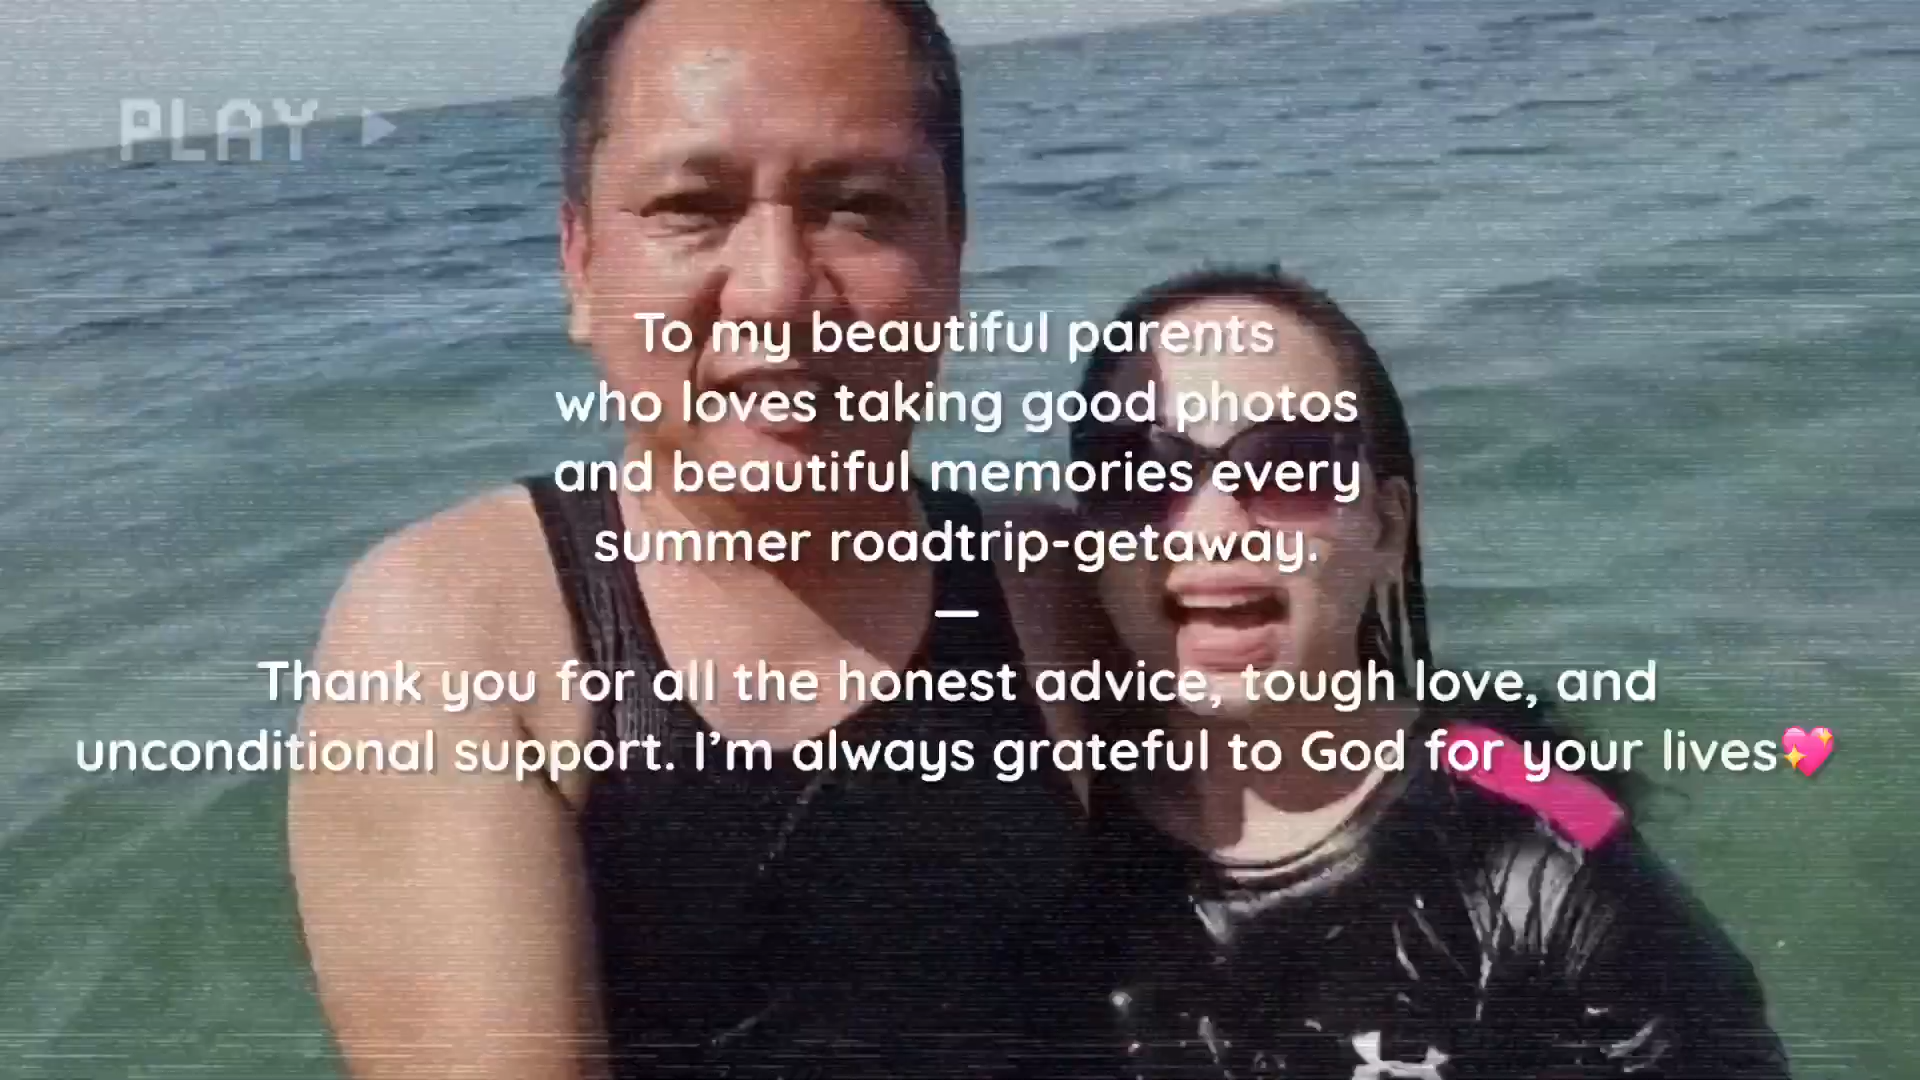 PLAY
To my beautiful parents
who loves taking good photos
and beautiful memories every
summer roadtrip-getaway.
—
Thank you for all the honest advice, tough love, and
unconditional support. I’m always grateful to God for your lives💖